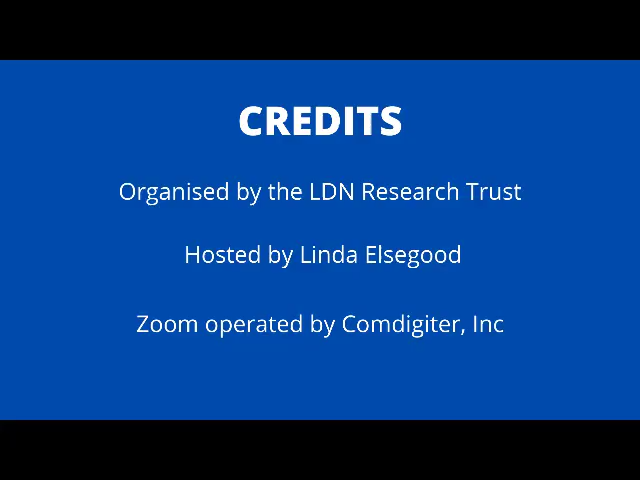 CREDITS
Organised by the LDN Research Trust
Hosted by Linda Elsegood
Zoom operated by Comdigiter, Inc